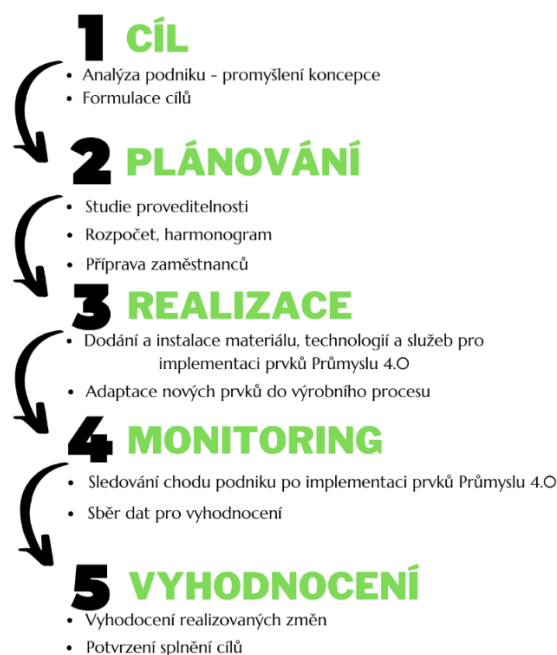 1 CÍL
• Analýza podniku - promyšlení koncepce
• Formulace cílů
2 PLÁNOVÁNÍ
• Studie proveditelnosti
• Rozpočet, harmonogram
• Příprava zaměstnanců
3 REALIZACE
• Dodání a instalace materiálu, technologií a služeb pro
implementaci prvků Průmyslu 4.0
• Adaptace nových prvků do výrobního procesu
4 MONITORING
• Sledování chodu podniku po implementaci prvků Průmyslu 4.0
• Sběr dat pro vyhodnocení
5 VYHODNOCENÍ
• Vyhodocení realizovaných změn
• Potvrzení splnění cílů